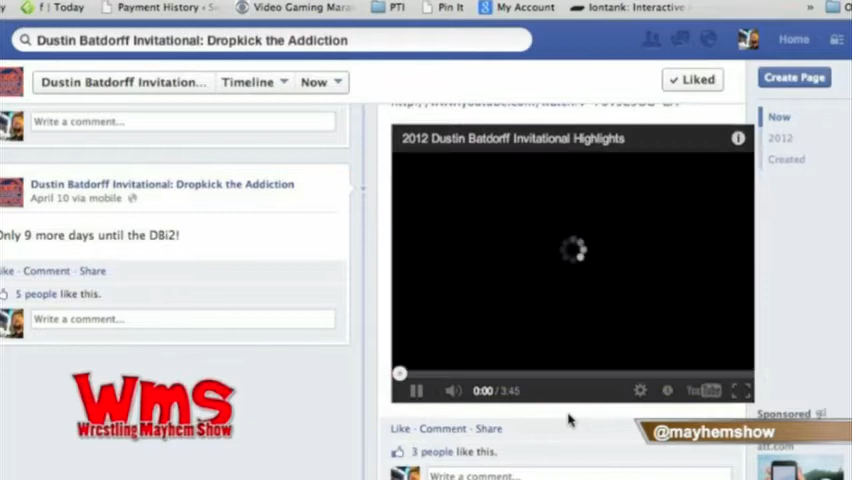 f | Today
Payment History
Video Gaming Mara
PTI
Pin It
My Account
Iontank: Interactive
»
Dustin Batdorff Invitational: Dropkick the Addiction
Home
Dustin Batdorff Invitation...
Timeline
Now
Liked
Create Page
Write a comment...
Now
2012
Created
2012 Dustin Batdorff Invitational Highlights
Dustin Batdorff Invitational: Dropkick the Addiction
April 10 via mobile
Only 9 more days until the DBi2!
Like · Comment · Share
5 people like this.
Write a comment...
0:00 / 3:45
YouTube
Wms
Wrestling Mayhem Show
Like · Comment · Share
3 people like this.
Write a comment...
Sponsored
@mayhemshow
att.com